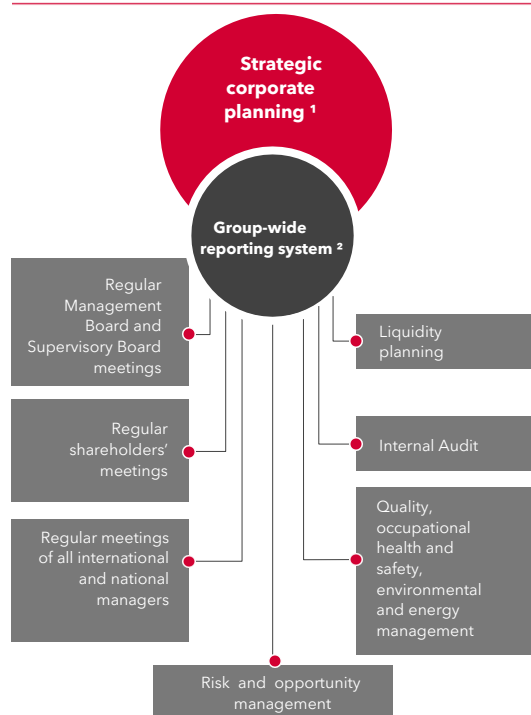 Strategic
corporate
planning ¹
Group-wide
reporting system ²
Regular
Management
Board and
Supervisory Board
meetings
Liquidity
planning
Regular
shareholders’
meetings
Internal Audit
Regular meetings
of all international
and national
managers
Quality,
occupational
health and
safety,
environmental
and energy
management
Risk and opportunity
management